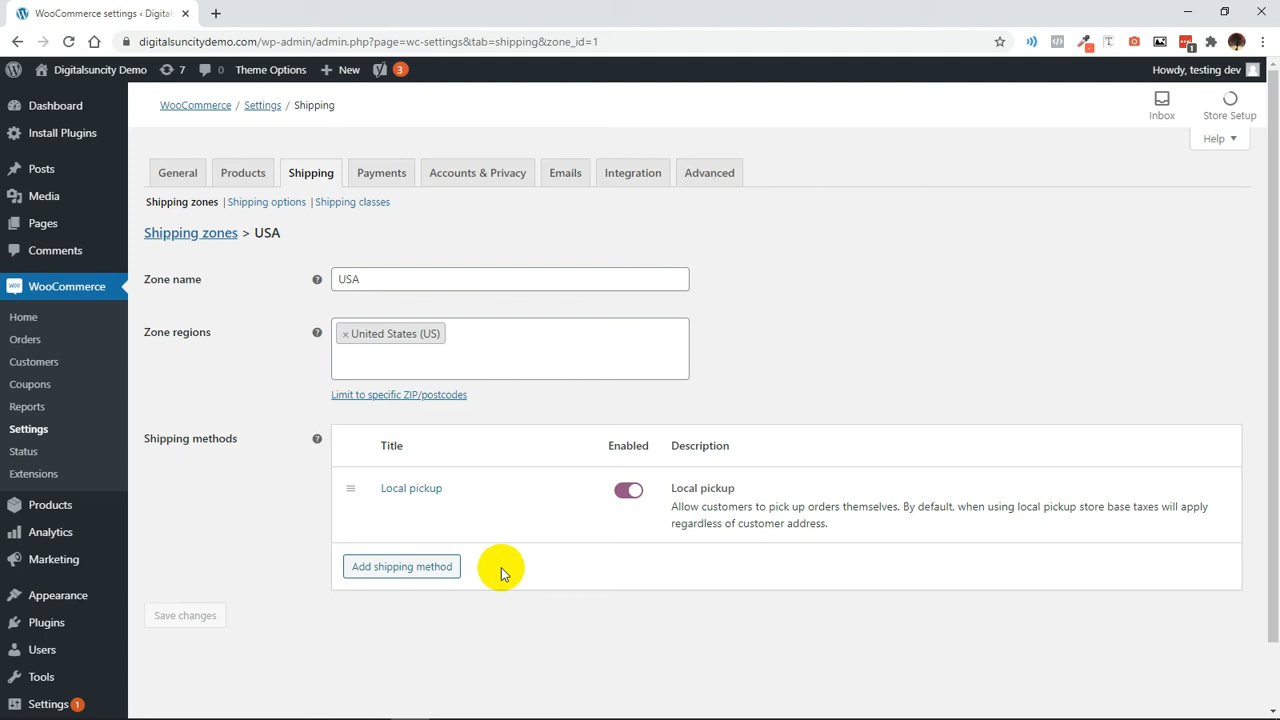 WooCommerce settings ‹ Digital
digitalsuncitydemo.com/wp-admin/admin.php?page=wc-settings&tab=shipping&zone_id=1
1
Digitalsuncity Demo
7
0
Theme Options
New
3
Howdy, testing dev
Dashboard
Install Plugins
Posts
Media
Pages
Comments
WooCommerce
Home
Orders
Customers
Coupons
Reports
Settings
Status
Extensions
Products
Analytics
Marketing
Appearance
Plugins
Users
Tools
Settings 1
WooCommerce / Settings / Shipping
Inbox
Store Setup
Help
General
Products
Shipping
Payments
Accounts & Privacy
Emails
Integration
Advanced
Shipping zones | Shipping options | Shipping classes
Shipping zones > USA
Zone name
USA
Zone regions
× United States (US)
Limit to specific ZIP/postcodes
Shipping methods
Title
Enabled
Description
Local pickup
Local pickup
Allow customers to pick up orders themselves. By default, when using local pickup store base taxes will apply
regardless of customer address.
Add shipping method
Save changes